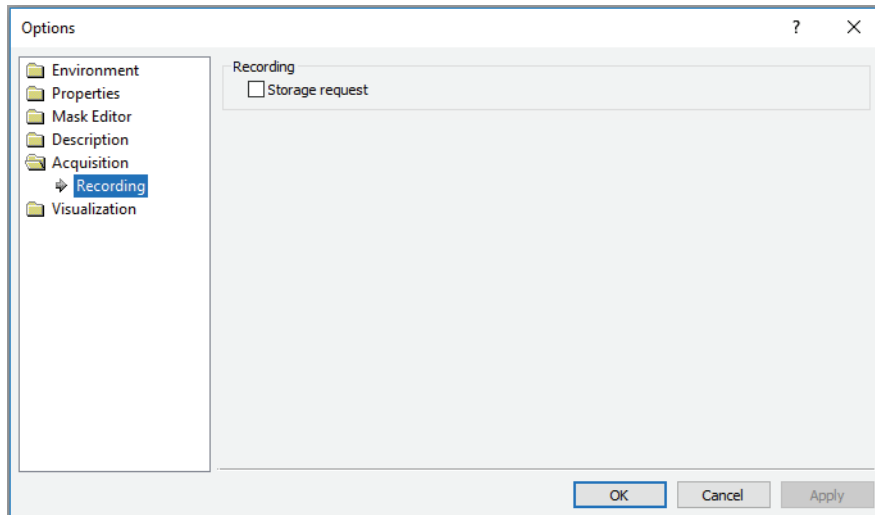 Options
?
Environment
Properties
Mask Editor
Description
Acquisition
Recording
Visualization
Recording
Storage request
OK
Cancel
Apply